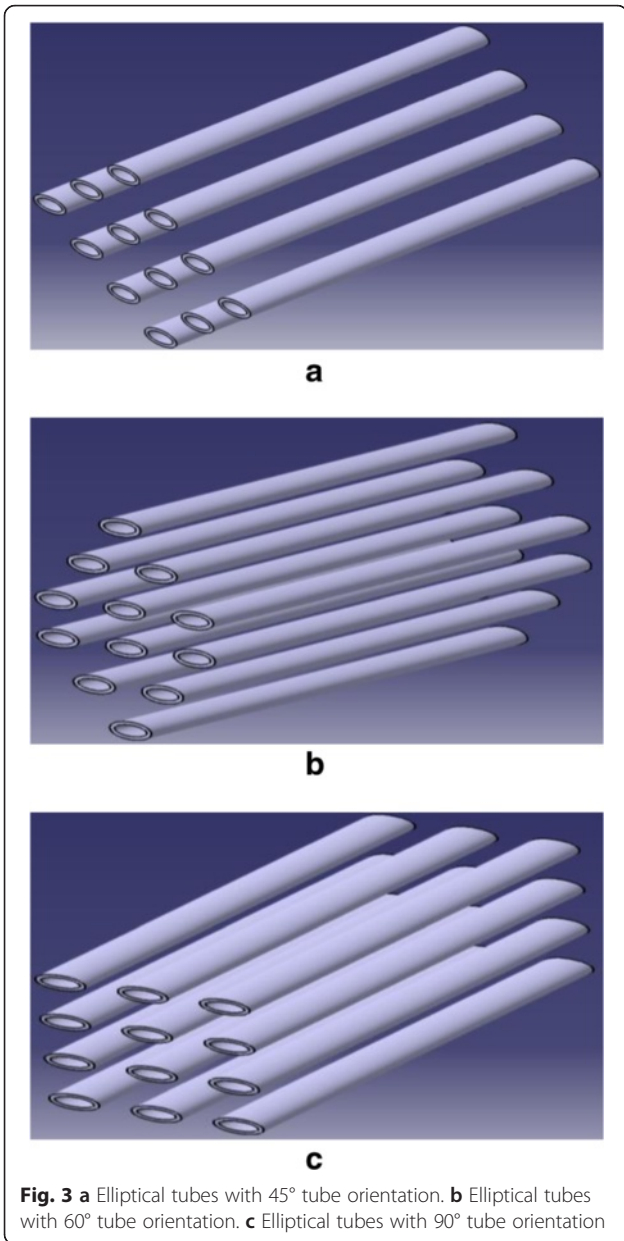 a
b
c
Fig. 3 a Elliptical tubes with 45° tube orientation. b Elliptical tubes
with 60° tube orientation. c Elliptical tubes with 90° tube orientation